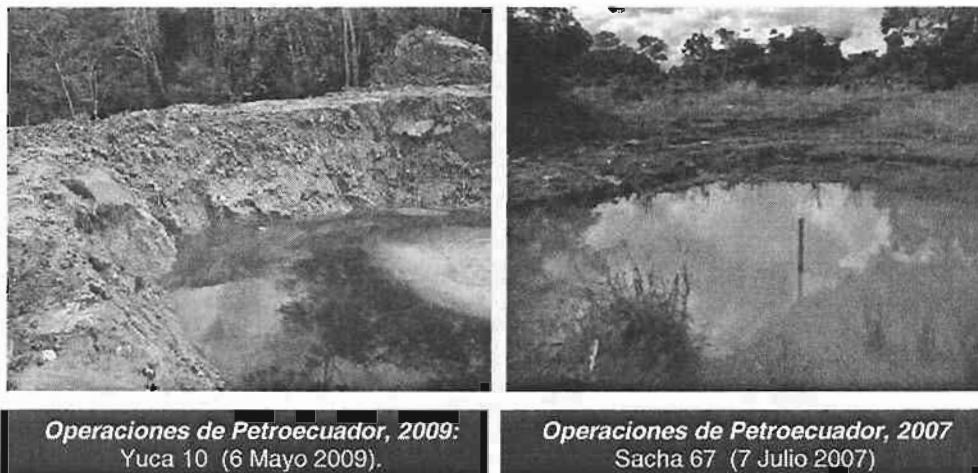 Operaciones de Petroecuador, 2009:
Yuca 10 (6 Mayo 2009).
Operaciones de Petroecuador, 2007
Sacha 67 (7 Julio 2007)